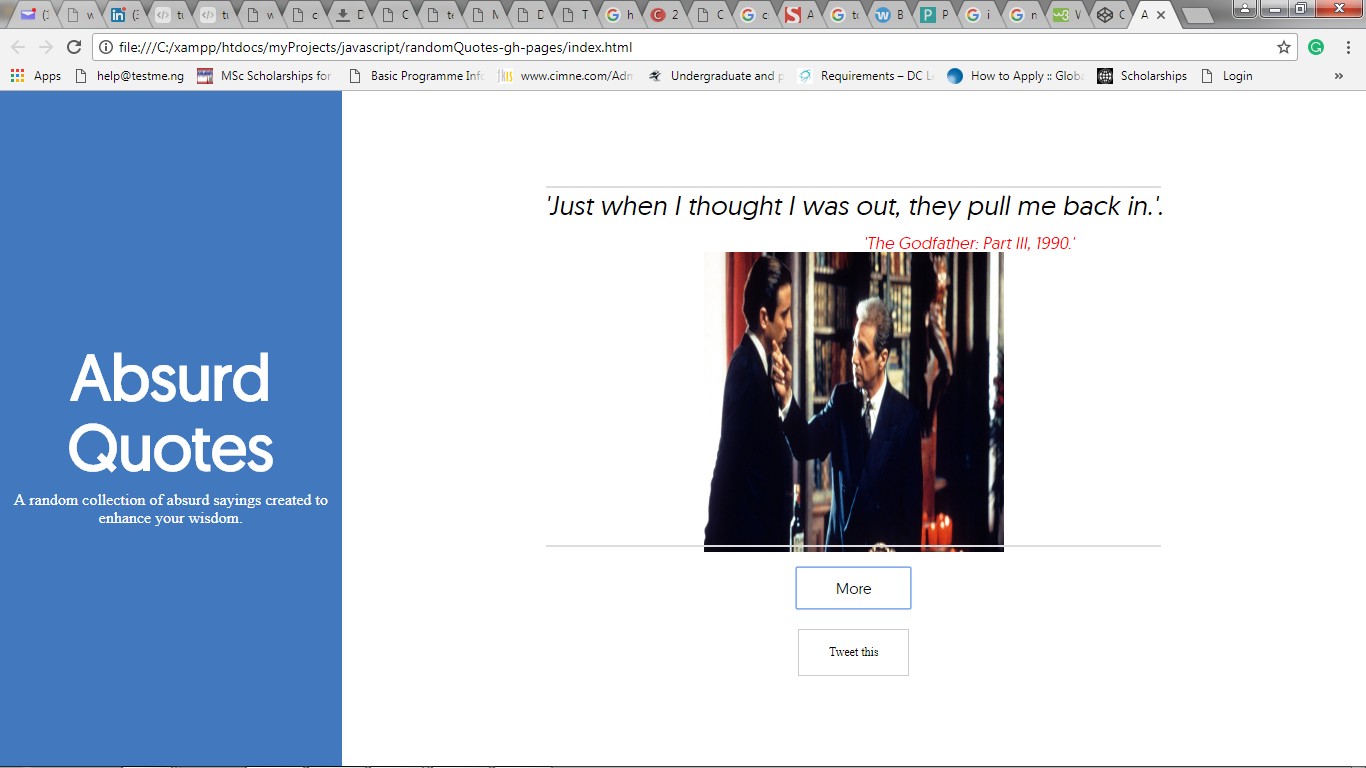 file:///C:/xampp/htdocs/myProjects/javascript/randomQuotes-gh-pages/index.html
Apps help@testme.ng MSc Scholarships for Basic Programme Info www.cimne.com/Adm Undergraduate and p Requirements – DC L How to Apply :: Globa Scholarships Login »
'Just when I thought I was out, they pull me back in.'.
'The Godfather: Part III, 1990.'
Absurd
Quotes
A random collection of absurd sayings created to
enhance your wisdom.
More
Tweet this